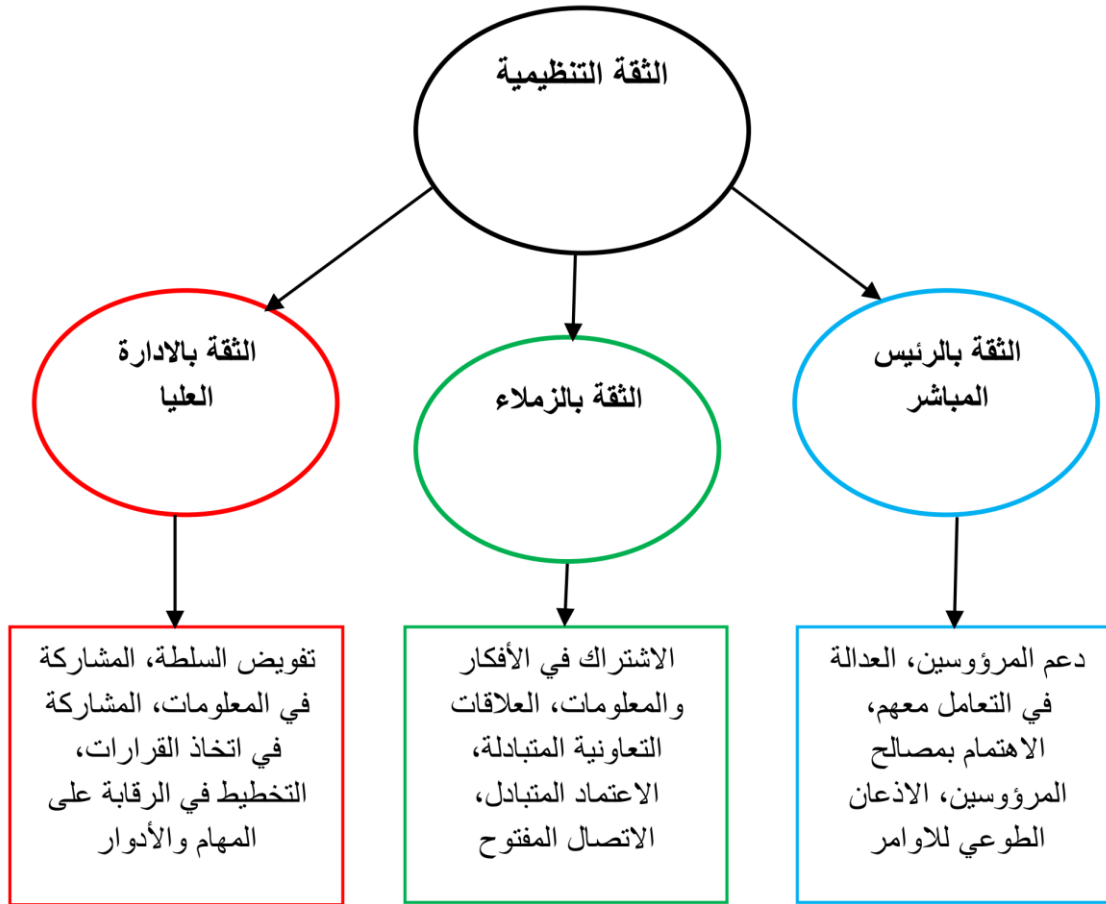 الثقة التنظيمية
الثقة بالرئيس
المباشر
الثقة بالزملاء
الثقة بالادارة
العليا
دعم المرؤوسين، العدالة
في التعامل معهم،
الاهتمام بمصالح
المرؤوسين، الاذعان
الطوعي للاوامر
الاشتراك في الأفكار
والمعلومات، العلاقات
التعاونية المتبادلة،
الاعتماد المتبادل،
الاتصال المفتوح
تفويض السلطة، المشاركة
في المعلومات، المشاركة
في اتخاذ القرارات،
التخطيط في الرقابة على
المهام والأدوار